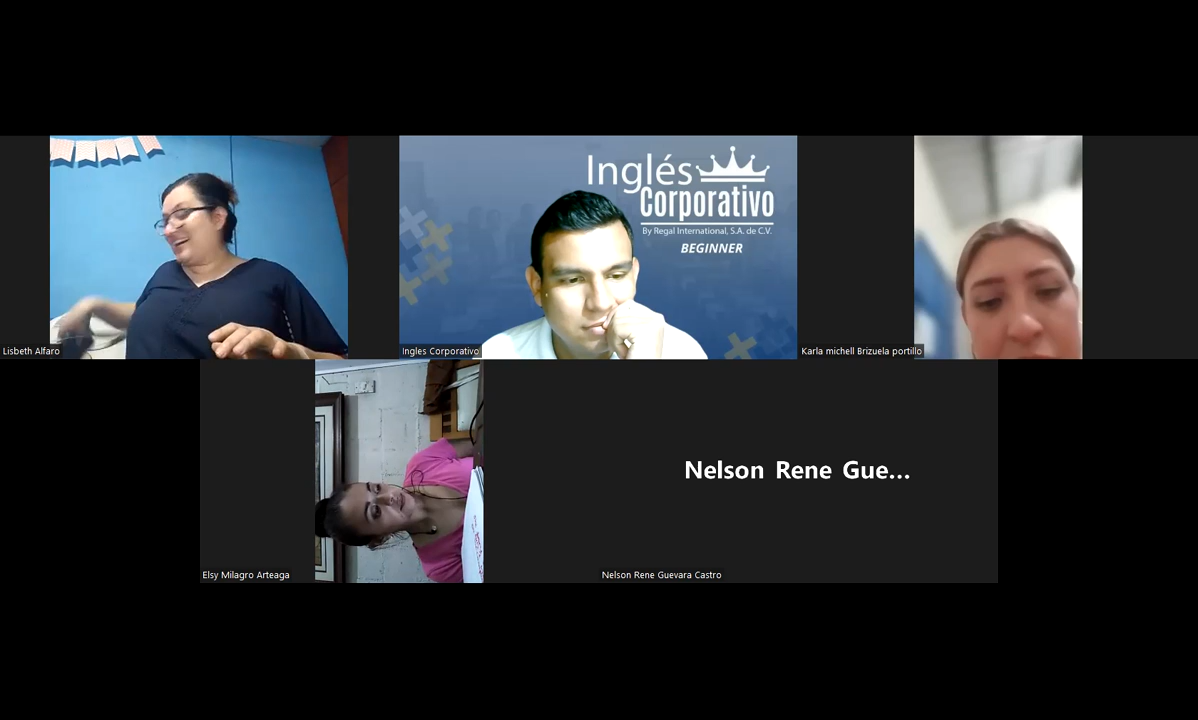 Inglés
Corporativo
By Regal International, S.A. de C.V.
BEGINNER
Lisbeth Alfaro
Ingles Corporativo
Karla michell Brizuela portillo
Nelson Rene Gue...
Elsy Milagro Arteaga
Nelson Rene Guevara Castro